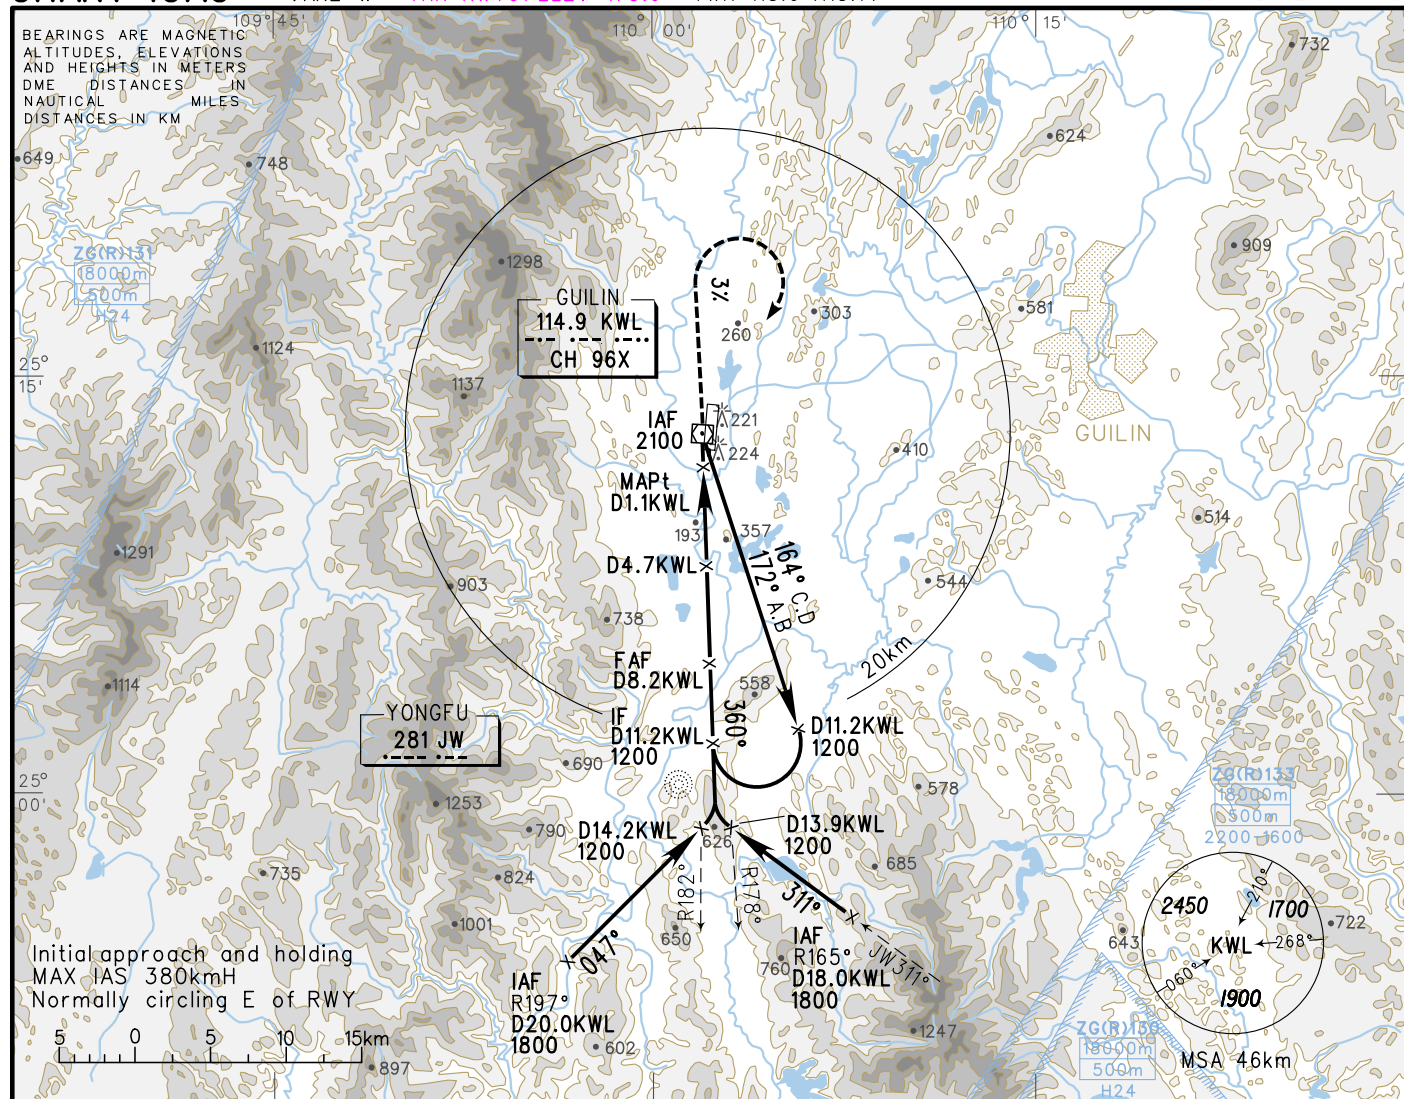 109° 45'
110° 00'
110° 15'
BEARINGS ARE MAGNETIC
ALTITUDES, ELEVATIONS
AND HEIGHTS IN METERS
DME DISTANCES IN
NAUTICAL MILES
DISTANCES IN KM
732
624
649
748
909
ZG(R)131
18000m
500m
H24
1298
600
400
200
3%
GUILIN
114.9 KWL
CH 96X
260
303
581
1124
25°
15'
1137
IAF
2100
221
224
GUILIN
410
MAPt
D1.1KWL
193
357
514
1291
D4.7KWL
164° C.D
172° A.B
544
903
738
20km
FAF
D8.2KWL
558
1114
YONGFU
281 JW
IF
D11.2KWL
1200
360°
D11.2KWL
1200
690
578
25°
00'
ZG(R)133
18000m
500m
2200-1600
1253
790
D14.2KWL
1200
626
D13.9KWL
1200
685
735
824
R182°
R178°
311°
1001
650
047°
IAF
R165°
D18.0KWL
1800
760
JW311°
643
722
2450
1700
210°
KWL
268°
060°
1900
MSA 46km
Initial approach and holding
MAX IAS 380kmH
Normally circling E of RWY
5 0 5 10 15km
IAF
R197°
D20.0KWL
1800
602
897
1247
ZG(R)130
18000m
500m
H24